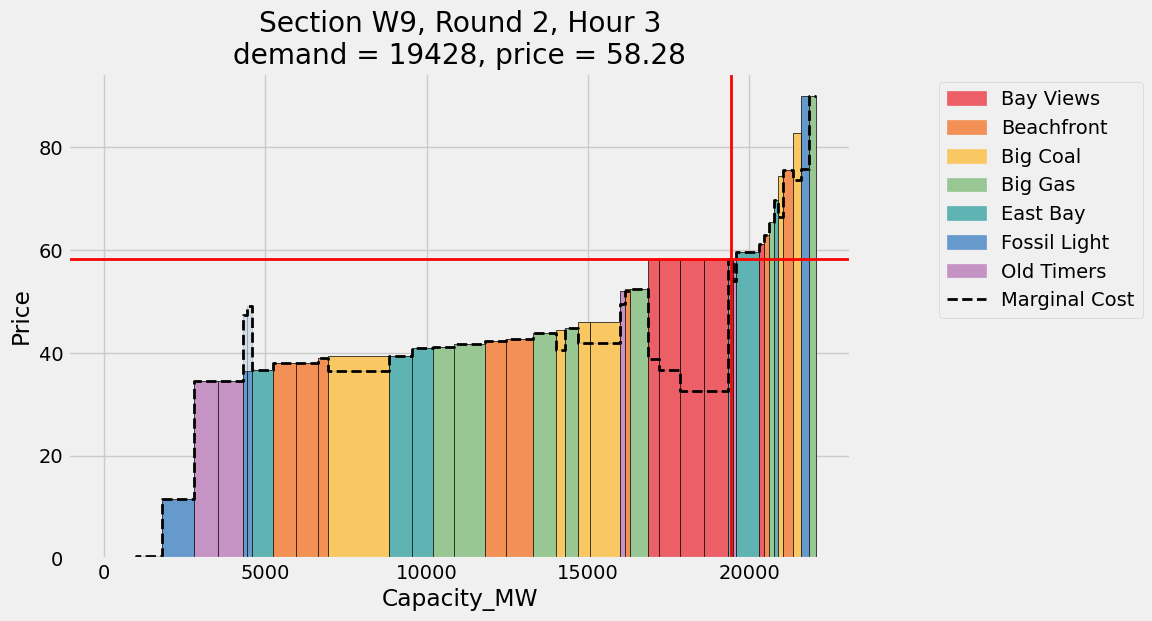 Section W9, Round 2, Hour 3
demand = 19428, price = 58.28
Price
80
60
40
20
0
0
5000
10000
15000
20000
Capacity_MW
Bay Views
Beachfront
Big Coal
Big Gas
East Bay
Fossil Light
Old Timers
Marginal Cost